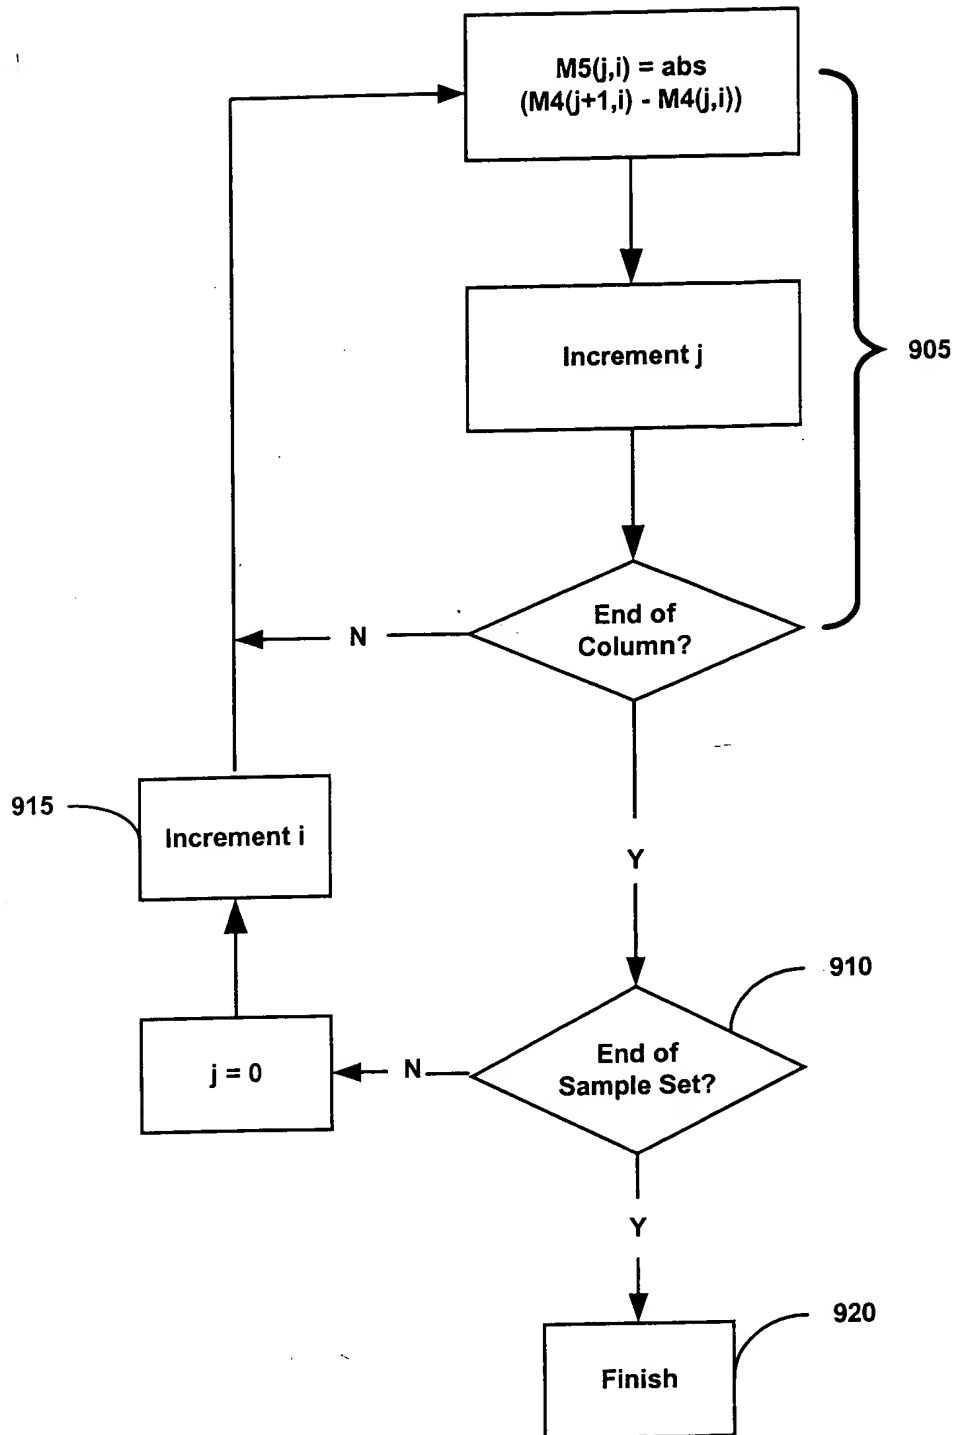 M5(j,i) = abs
(M4(j+1,i) - M4(j,i))
Increment j
905
End of
Column?
N
915
Increment i
Y
910
End of
Sample Set?
N
j = 0
Y
920
Finish